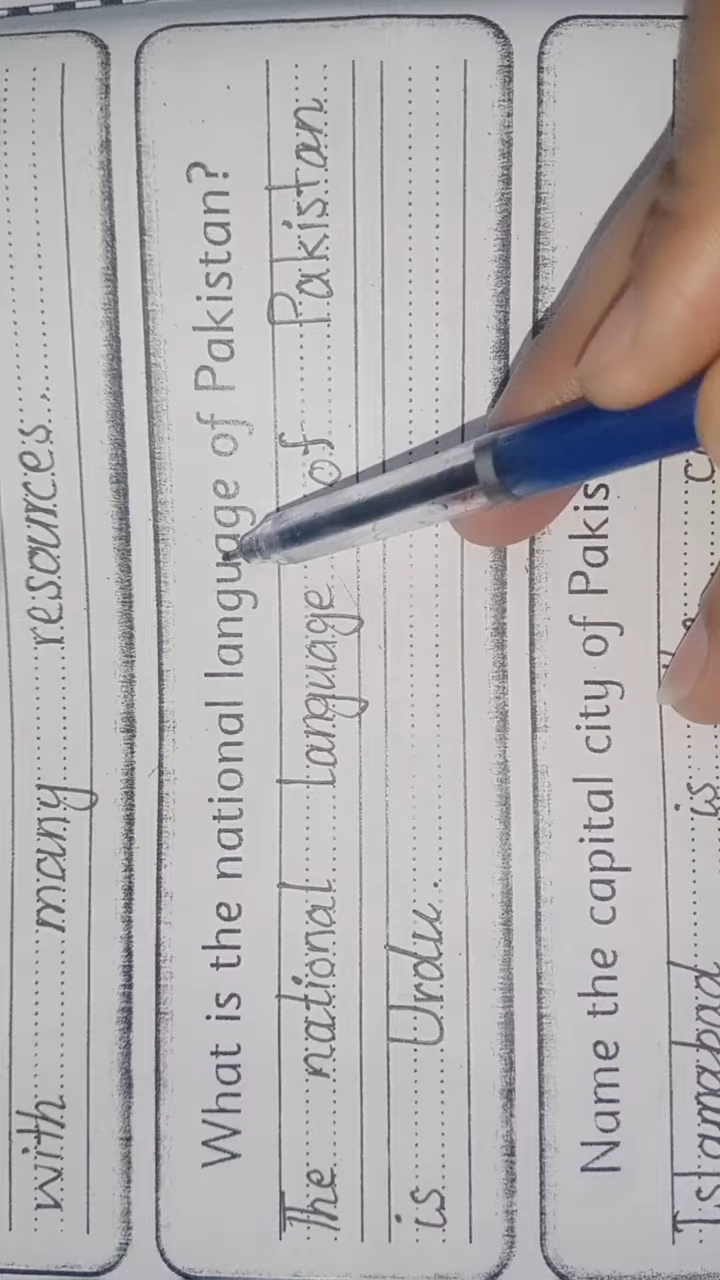 with many resources.
What is the national language of Pakistan?
The national language of Pakistan
is Urdu.
Name the capital city of Pakis
Islamabad is